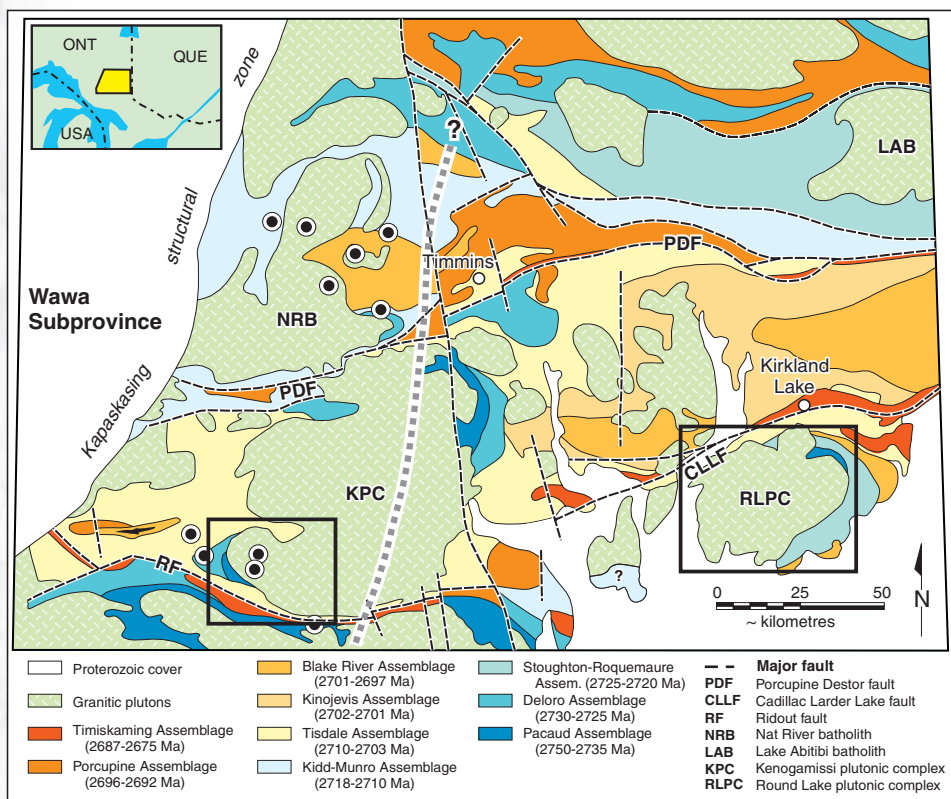 ONT
QUE
USA
zone
structural
Kapaskasing
Wawa
Subprovince
?
LAB
PDF
Timmins
NRB
PDF
Kirkland
Lake
CLLF
KPC
RLPC
RF
?
0 25 50
~ kilometres
N
Proterozoic cover
Granitic plutons
Timiskaming Assemblage
(2687-2675 Ma)
Porcupine Assemblage
(2696-2692 Ma)
Blake River Assemblage
(2701-2697 Ma)
Kinojevis Assemblage
(2702-2701 Ma)
Tisdale Assemblage
(2710-2703 Ma)
Kidd-Munro Assemblage
(2718-2710 Ma)
Stoughton-Roquemaure
Assem. (2725-2720 Ma)
Deloro Assemblage
(2730-2725 Ma)
Pacaud Assemblage
(2750-2735 Ma)
Major fault
PDF Porcupine Destor fault
CLLF Cadillac Larder Lake fault
RF Ridout fault
NRB Nat River batholith
LAB Lake Abitibi batholith
KPC Kenogamissi plutonic complex
RLPC Round Lake plutonic complex